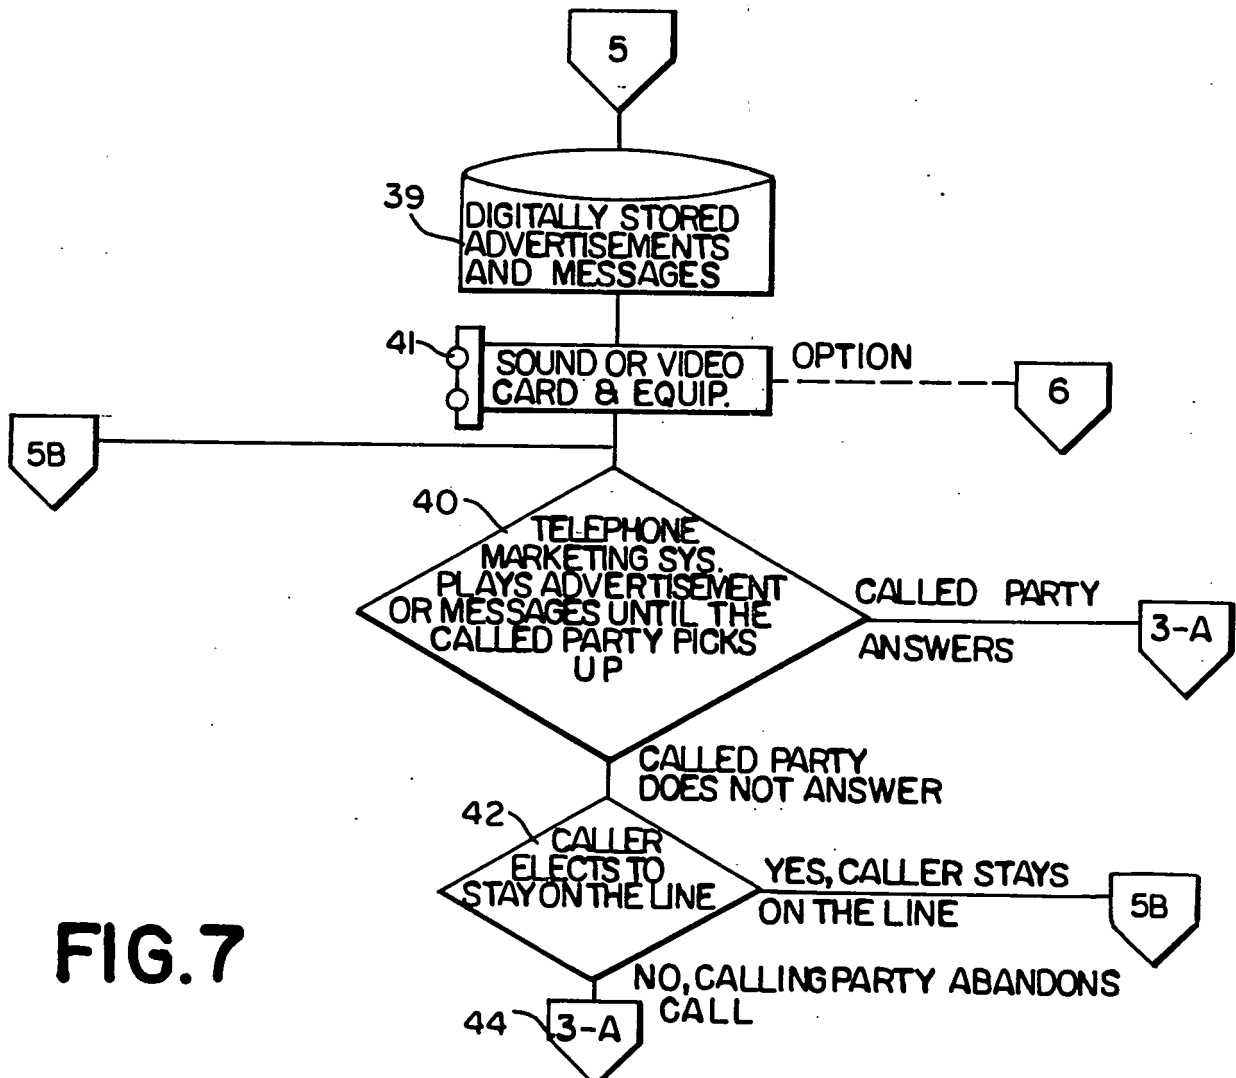 5
39
DIGITALLY STORED
ADVERTISEMENTS
AND MESSAGES
41
SOUND OR VIDEO
CARD & EQUIP.
OPTION
6
5B
40
TELEPHONE
MARKETING SYS.
PLAYS ADVERTISEMENT
OR MESSAGES UNTIL THE
CALLED PARTY PICKS
UP
CALLED PARTY
ANSWERS
3-A
CALLED PARTY
DOES NOT ANSWER
42
CALLER
ELECTS TO
STAY ON THE LINE
YES, CALLER STAYS
ON THE LINE
5B
FIG. 7
NO, CALLING PARTY ABANDONS
CALL
44
3-A